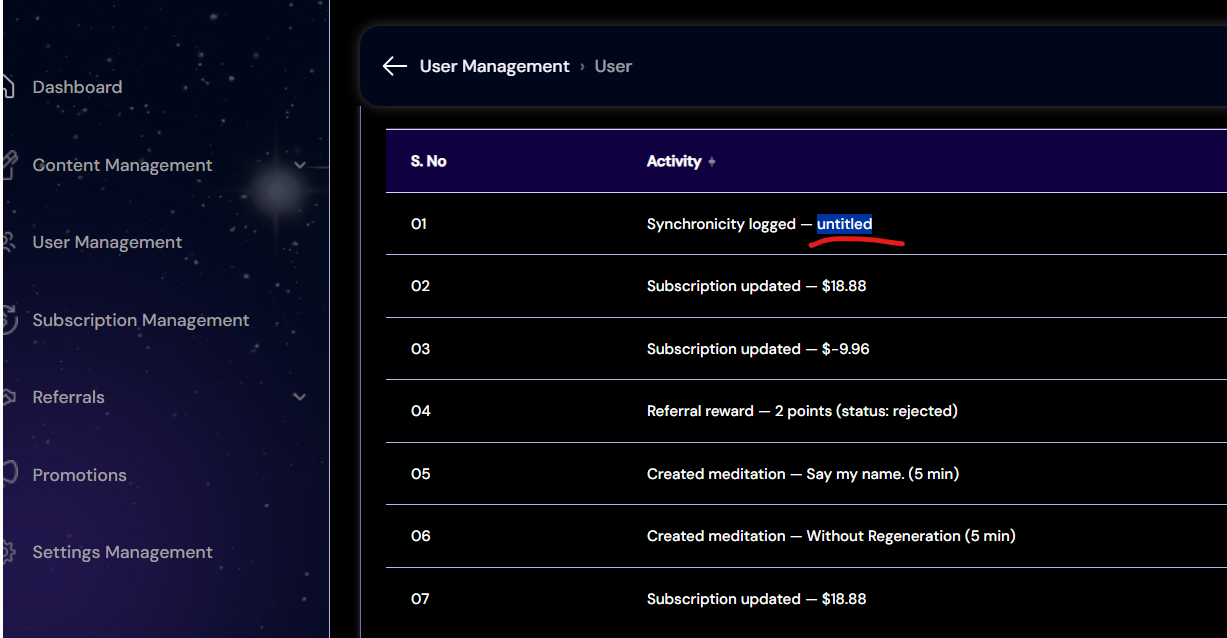 User Management › User
Dashboard
Content Management
User Management
Subscription Management
Referrals
Promotions
Settings Management
S. No Activity
01 Synchronicity logged — untitled
02 Subscription updated — $18.88
03 Subscription updated — $-9.96
04 Referral reward — 2 points (status: rejected)
05 Created meditation — Say my name. (5 min)
06 Created meditation — Without Regeneration (5 min)
07 Subscription updated — $18.88